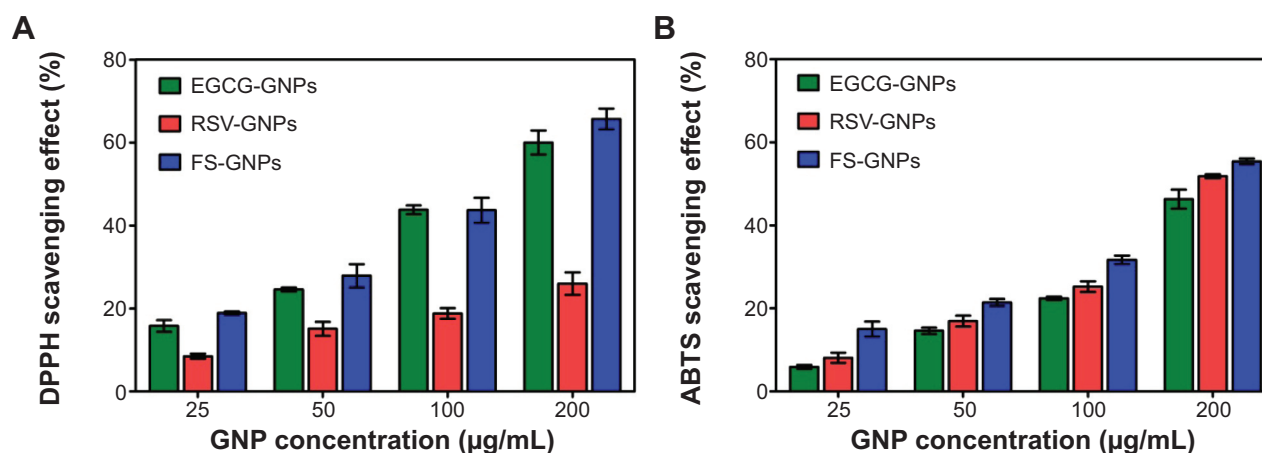 A
DPPH scavenging effect (%)
80
60
40
20
0
EGCG-GNPs
RSV-GNPs
FS-GNPs
25 50 100 200
GNP concentration (µg/mL)
B
ABTS scavenging effect (%)
80
60
40
20
0
EGCG-GNPs
RSV-GNPs
FS-GNPs
25 50 100 200
GNP concentration (µg/mL)